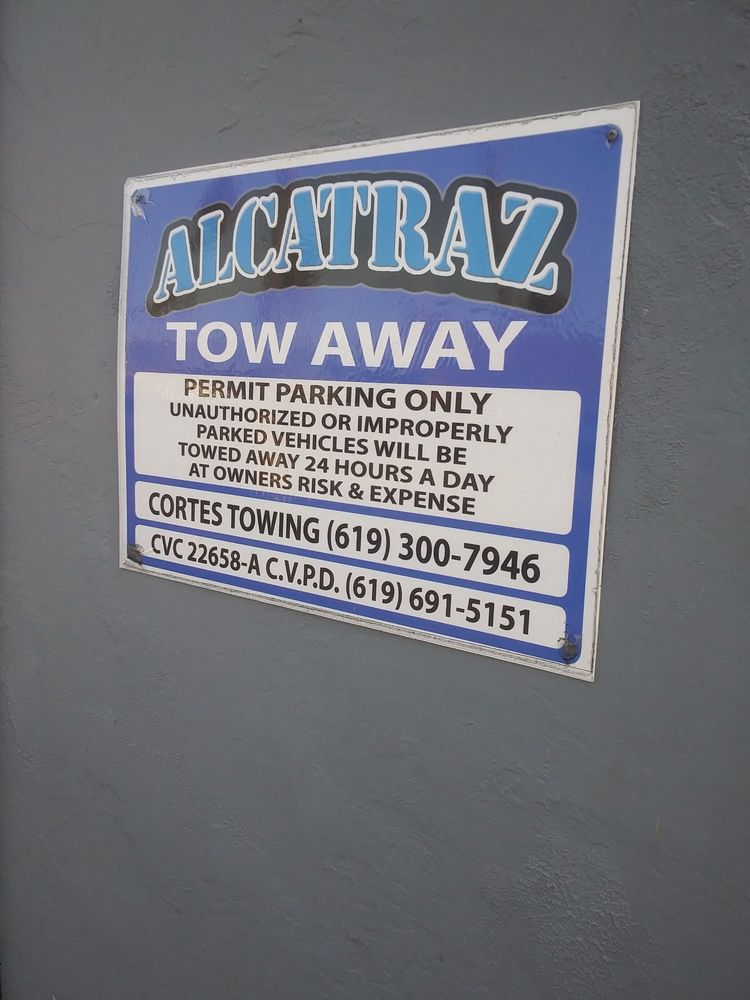 ALCATRAZ
TOW AWAY
PERMIT PARKING ONLY
UNAUTHORIZED OR IMPROPERLY
PARKED VEHICLES WILL BE
TOWED AWAY 24 HOURS A DAY
AT OWNERS RISK & EXPENSE
CORTES TOWING (619) 300-7946
CVC 22658-A C.V.P.D. (619) 691-5151